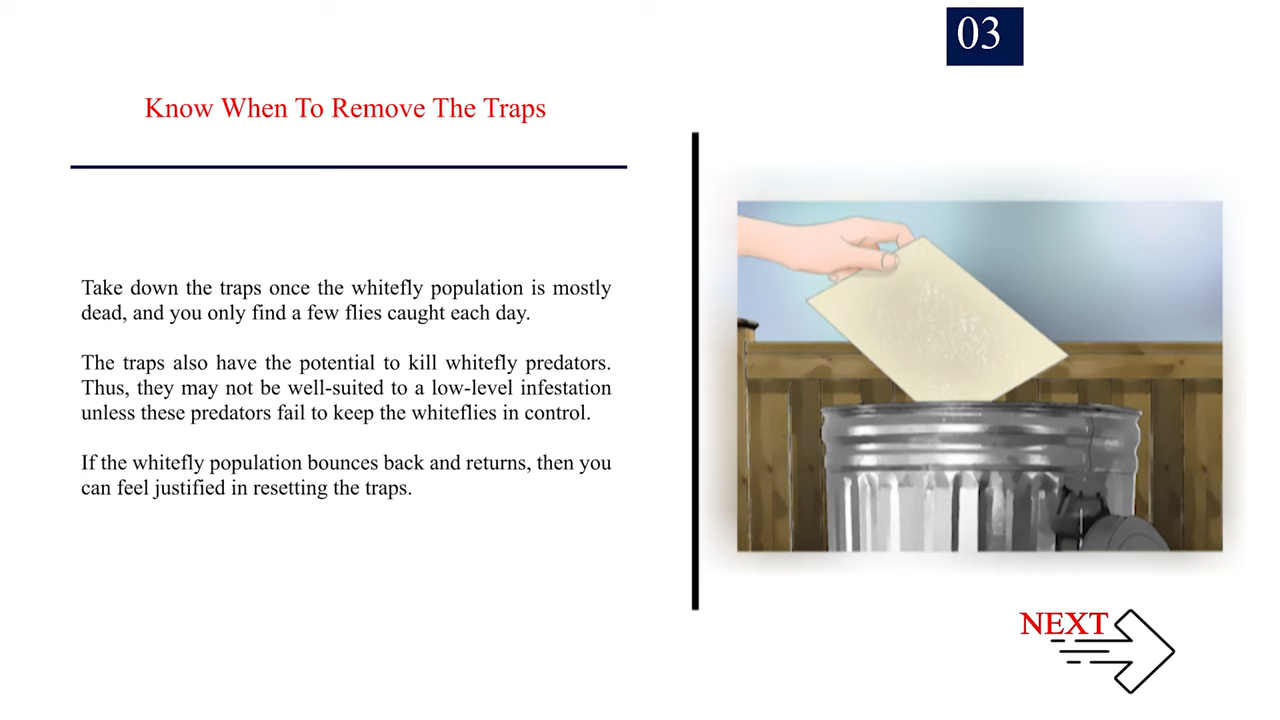 03
Know When To Remove The Traps
Take down the traps once the whitefly population is mostly
dead, and you only find a few flies caught each day.
The traps also have the potential to kill whitefly predators.
Thus, they may not be well-suited to a low-level infestation
unless these predators fail to keep the whiteflies in control.
If the whitefly population bounces back and returns, then you
can feel justified in resetting the traps.
NEXT